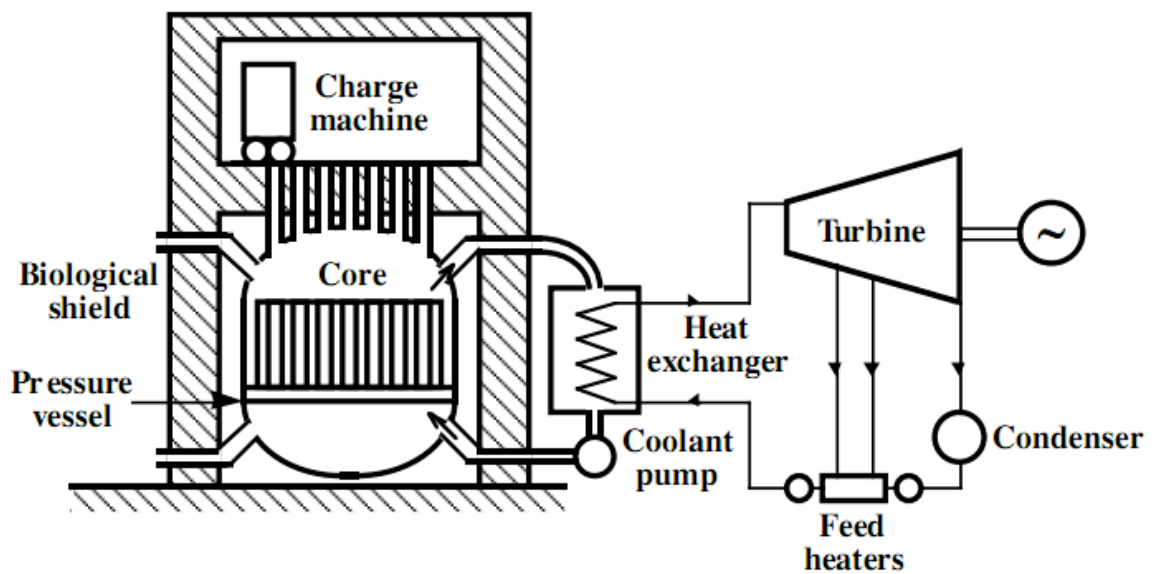 Charge
machine
Turbine
~
Biological
shield
Core
Heat
exchanger
Pressure
vessel
Coolant
pump
Condenser
Feed
heaters